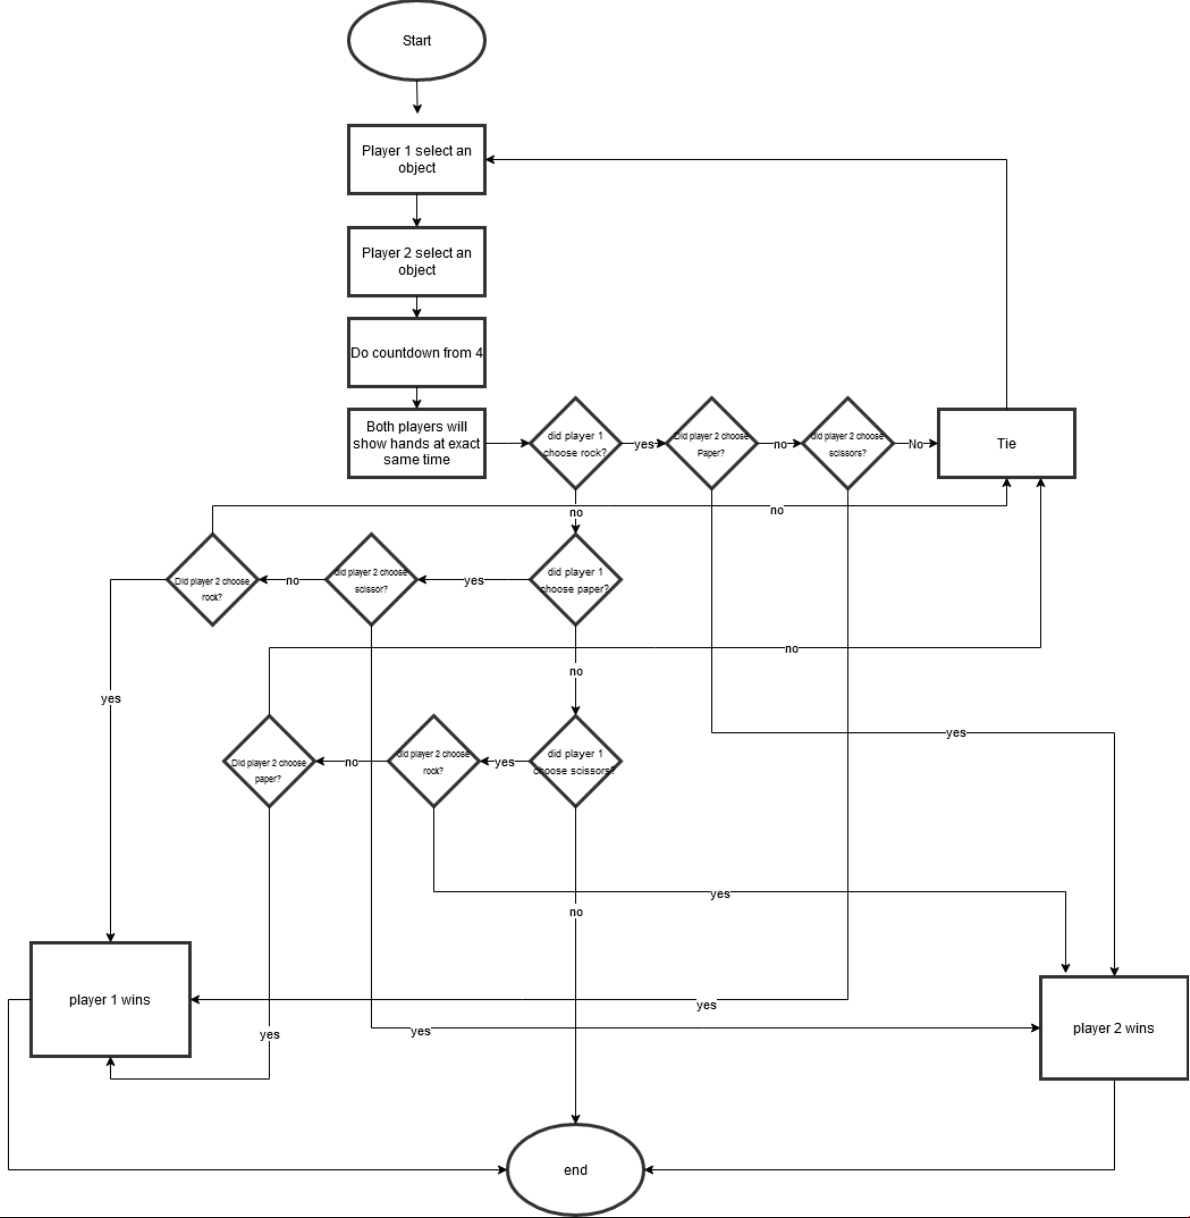 Start
Player 1 select an
object
Player 2 select an
object
Do countdown from 4
Both players will
show hands at exact
same time
did player 1
choose rock?
yes
Did player 2 choose
Paper?
no
did player 2 choose
scissors?
No
Tie
no
no
Did player 2 choose
rock?
no
did player 2 choose
scissor?
yes
did player 1
choose paper?
no
no
yes
yes
Did player 2 choose
paper?
no
did player 2 choose
rock?
yes
did player 1
choose scissors?
yes
no
player 1 wins
yes
yes
yes
player 2 wins
end